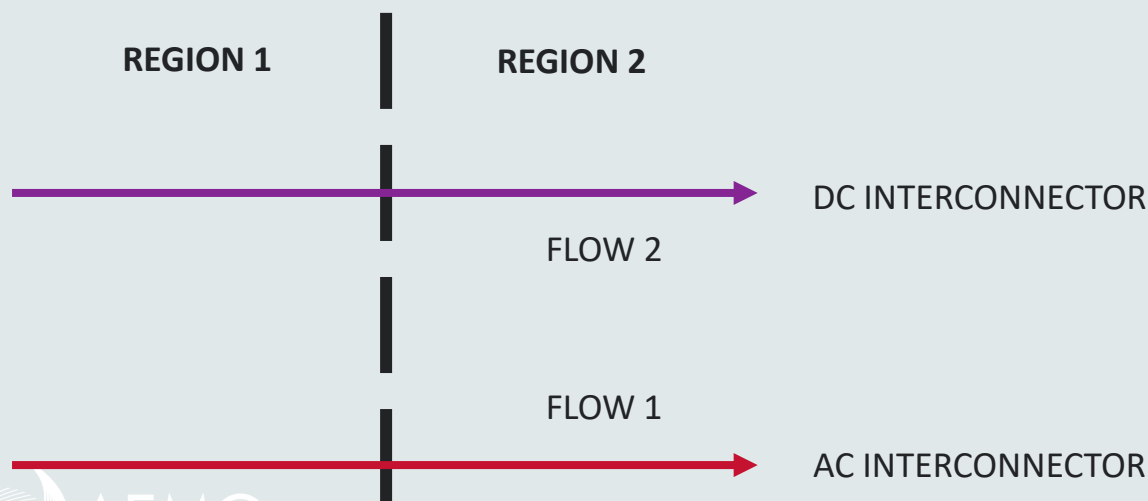 REGION 1
REGION 2
DC INTERCONNECTOR
FLOW 2
FLOW 1
AC INTERCONNECTOR